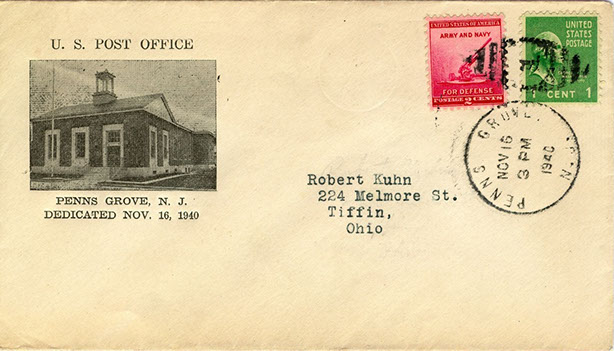 U. S. POST OFFICE
PENNS GROVE, N. J.
DEDICATED NOV. 16, 1940
UNITED STATES OF AMERICA
ARMY AND NAVY
FOR DEFENSE
POSTAGE 2 CENTS
UNITED
STATES
POSTAGE
1 CENT 1
PENNS GROVE, N.J.
NOV 16
3 PM
1940
Robert Kuhn
224 Melmore St.
Tiffin,
Ohio